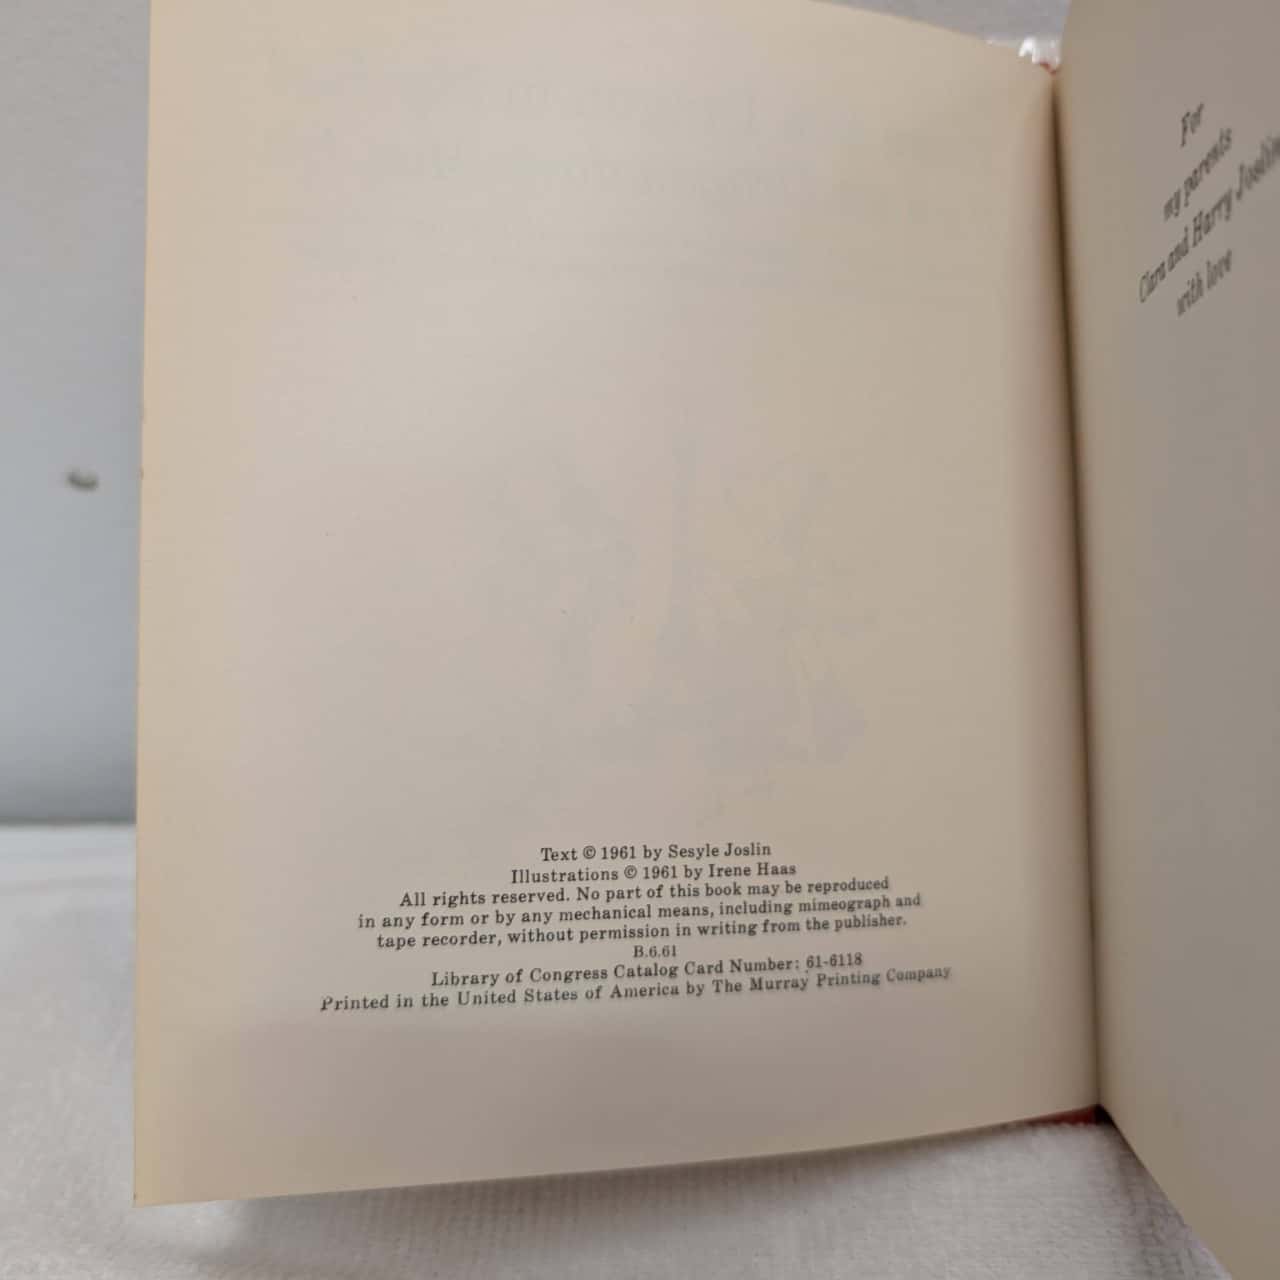 Text © 1961 by Sesyle Joslin
Illustrations © 1961 by Irene Haas
All rights reserved. No part of this book may be reproduced
in any form or by any mechanical means, including mimeograph and
tape recorder, without permission in writing from the publisher.
B.6.61
Library of Congress Catalog Card Number: 61-6118
Printed in the United States of America by The Murray Printing Company
For
my parents
Clara and Harry Joslin
with love